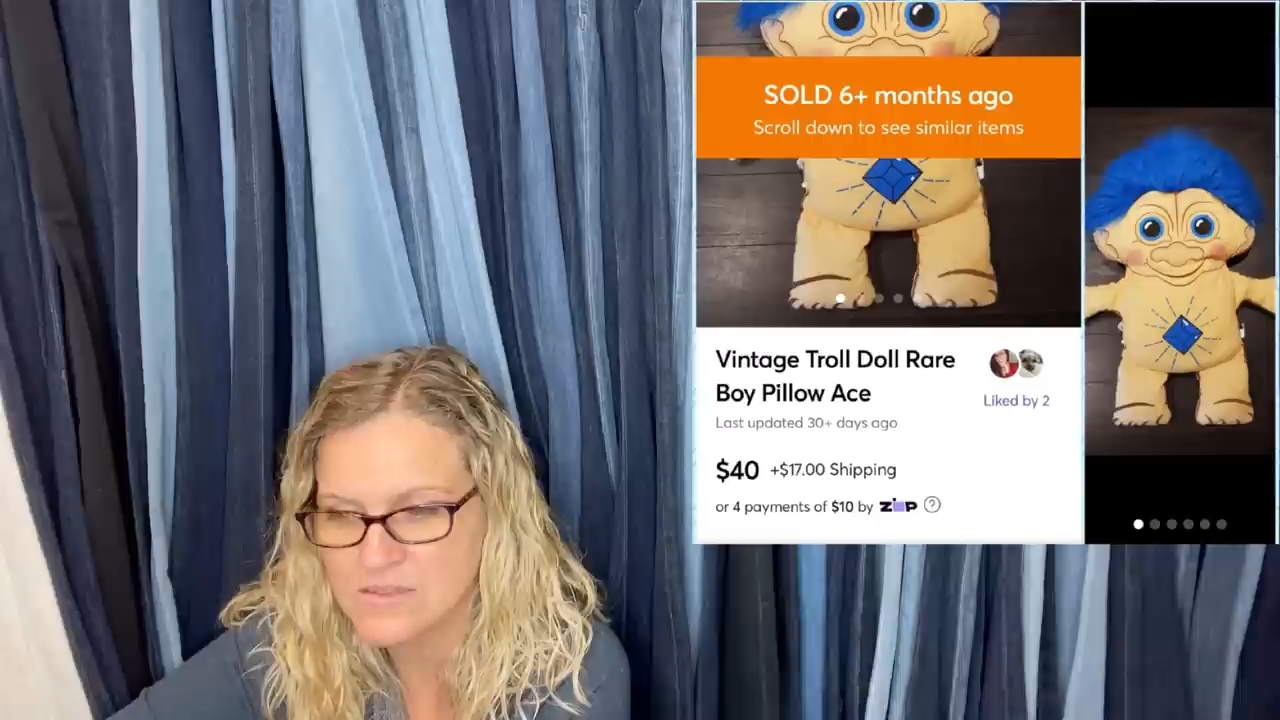 SOLD 6+ months ago
Scroll down to see similar items
Vintage Troll Doll Rare
Boy Pillow Ace
Liked by 2
Last updated 30+ days ago
$40 +$17.00 Shipping
or 4 payments of $10 by ZIP ?